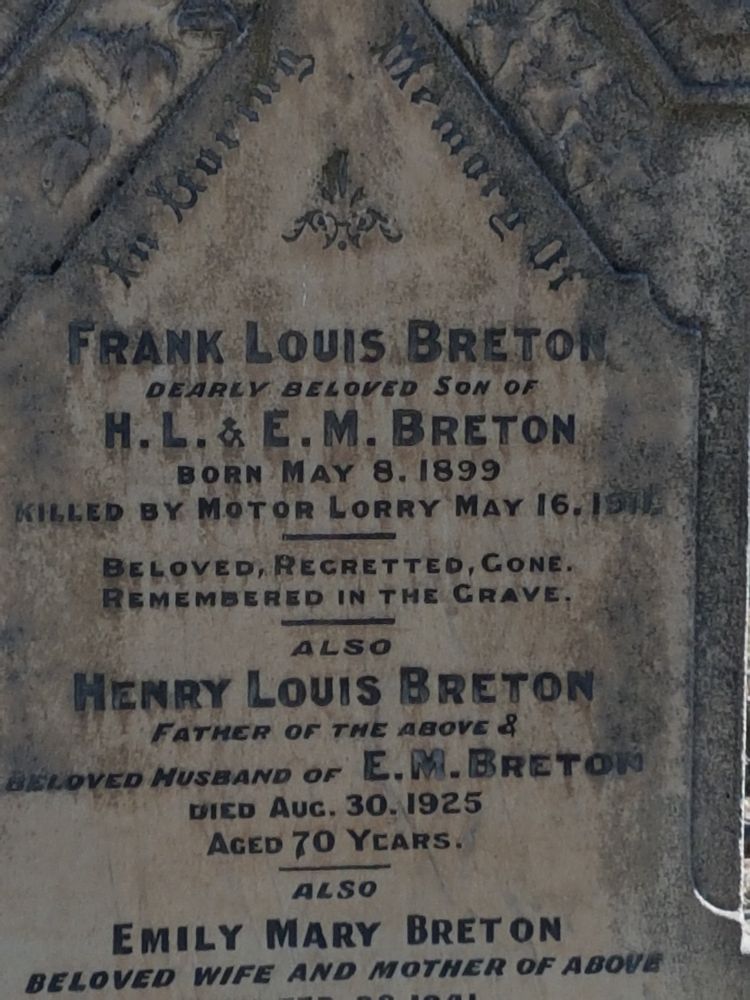 In Loving Memory Of
FRANK LOUIS BRETON
DEARLY BELOVED SON OF
H. L. & E. M. BRETON
BORN MAY 8. 1899
KILLED BY MOTOR LORRY MAY 16.
BELOVED, REGRETTED, GONE.
REMEMBERED IN THE GRAVE.
ALSO
HENRY LOUIS BRETON
FATHER OF THE ABOVE &
BELOVED HUSBAND OF E. M. BRETON
DIED AUG. 30. 1925
AGED 70 YEARS.
ALSO
EMILY MARY BRETON
BELOVED WIFE AND MOTHER OF ABOVE